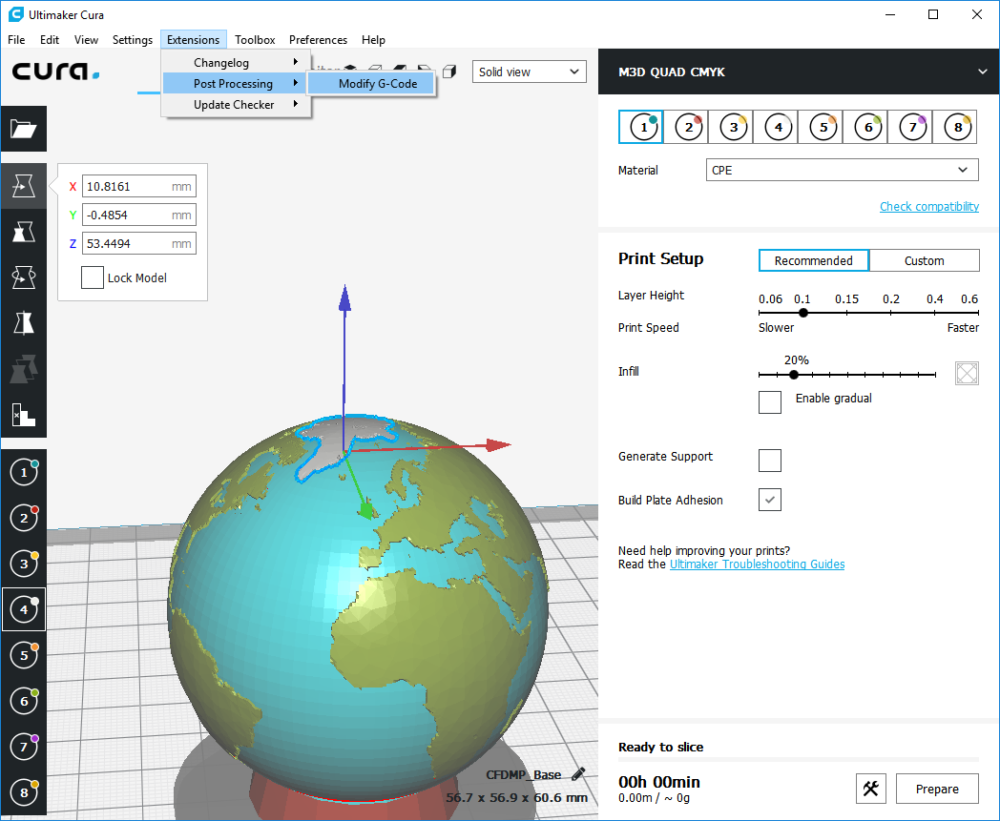 Ultimaker Cura
File Edit View Settings Extensions Toolbox Preferences Help
cura.
Changelog
Post Processing
Modify G-Code
Update Checker
Solid view
M3D QUAD CMYK
1 2 3 4 5 6 7 8
Material CPE
Check compatibility
X 10.8161 mm
Y -0.4854 mm
Z 53.4494 mm
Lock Model
Print Setup Recommended Custom
Layer Height 0.06 0.1 0.15 0.2 0.4 0.6
Print Speed Slower Faster
Infill 20%
Enable gradual
Generate Support
Build Plate Adhesion
Need help improving your prints?
Read the Ultimaker Troubleshooting Guides
1
2
3
4
5
6
7
8
CFDMP_Base
56.7 x 56.9 x 60.6 mm
Ready to slice
00h 00min
0.00m / ~ 0g
Prepare